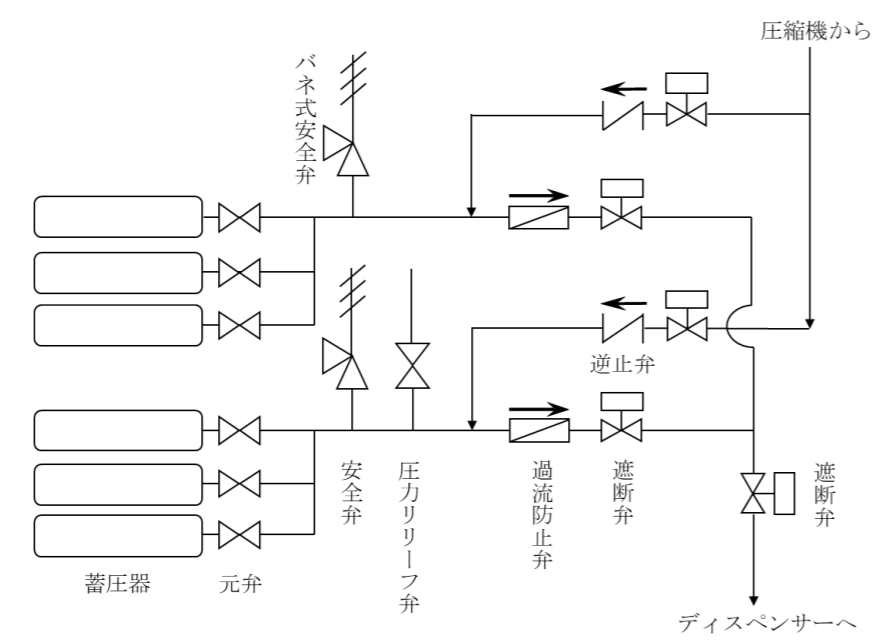 圧縮機から
バネ式安全弁
逆止弁
安全弁
圧力リリーフ弁
過流防止弁
遮断弁
遮断弁
蓄圧器
元弁
ディスペンサーへ